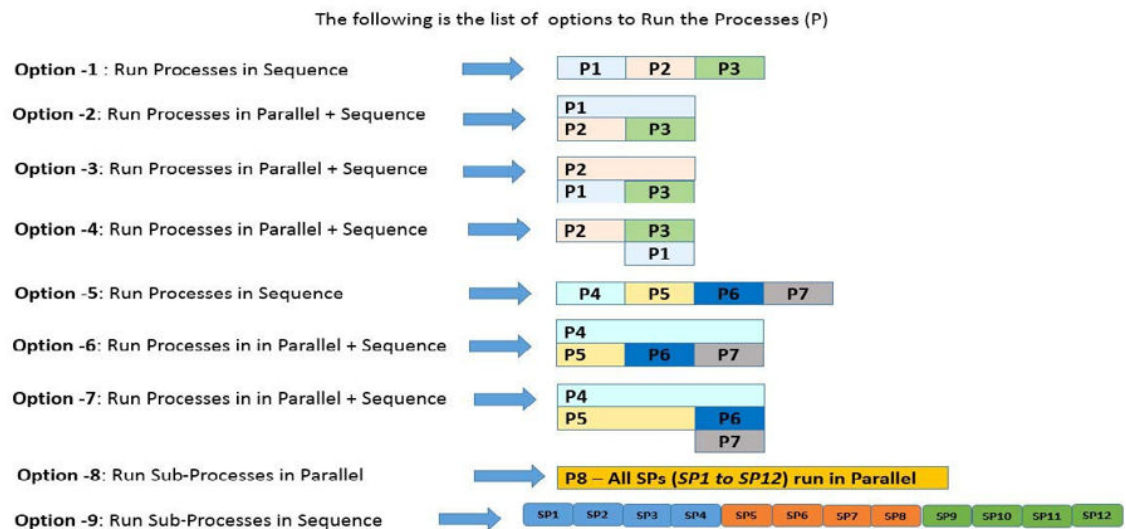 The following is the list of options to Run the Processes (P)
Option -1 : Run Processes in Sequence
P1 P2 P3
Option -2: Run Processes in Parallel + Sequence
P1
P2 P3
Option -3: Run Processes in Parallel + Sequence
P2
P1 P3
Option -4: Run Processes in Parallel + Sequence
P2 P3
P1
Option -5: Run Processes in Sequence
P4 P5 P6 P7
Option -6: Run Processes in in Parallel + Sequence
P4
P5 P6 P7
Option -7: Run Processes in in Parallel + Sequence
P4
P5 P6
P7
Option -8: Run Sub-Processes in Parallel
P8 – All SPs (SP1 to SP12) run in Parallel
Option -9: Run Sub-Processes in Sequence
SP1 SP2 SP3 SP4 SP5 SP6 SP7 SP8 SP9 SP10 SP11 SP12